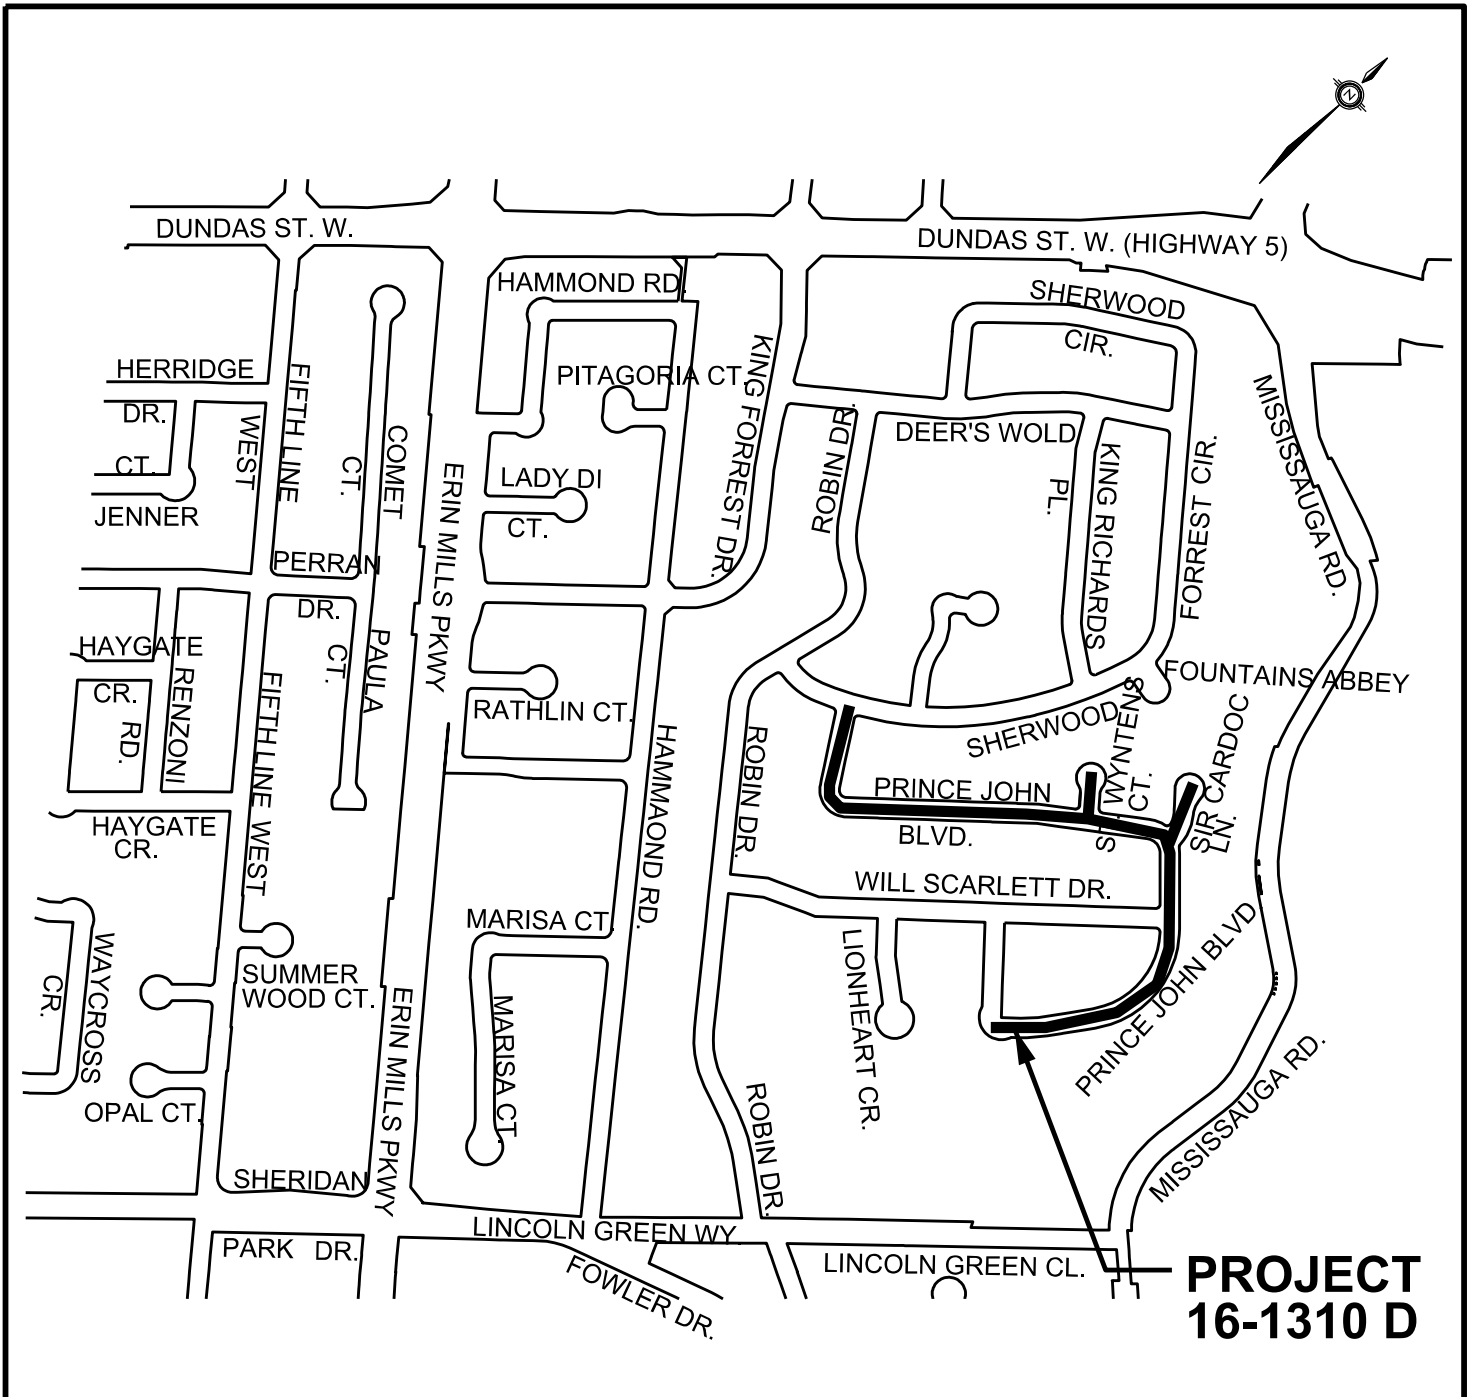 N
DUNDAS ST. W.
DUNDAS ST. W. (HIGHWAY 5)
HAMMOND RD.
SHERWOOD
CIR.
HERRIDGE
DR.
FIFTH LINE
WEST
PITAGORIA CT.
KING FORREST DR.
ROBIN DR.
DEER'S WOLD
PL.
MISSISSAUGA RD.
CT.
JENNER
COMET
CT.
ERIN MILLS PKWY
LADY DI
CT.
KING RICHARDS
FORREST CIR.
PERRAN
DR.
HAYGATE
CR.
RENZONI
RD.
PAULA
CT.
FIFTH LINE WEST
RATHLIN CT.
HAMMAOND RD.
ROBIN DR.
FOUNTAINS ABBEY
SHERWOOD
WYNTENS
CT.
SIR CARDOC
LN.
PRINCE JOHN
BLVD.
HAYGATE
CR.
WILL SCARLETT DR.
MARISA CT.
LIONHEART CR.
PRINCE JOHN BLVD
WAYCROSS
CR.
SUMMER
WOOD CT.
ERIN MILLS PKWY
MARISA CT.
OPAL CT.
ROBIN DR.
MISSISSAUGA RD.
SHERIDAN
PARK DR.
LINCOLN GREEN WY.
FOWLER DR.
LINCOLN GREEN CL.
PROJECT
16-1310 D